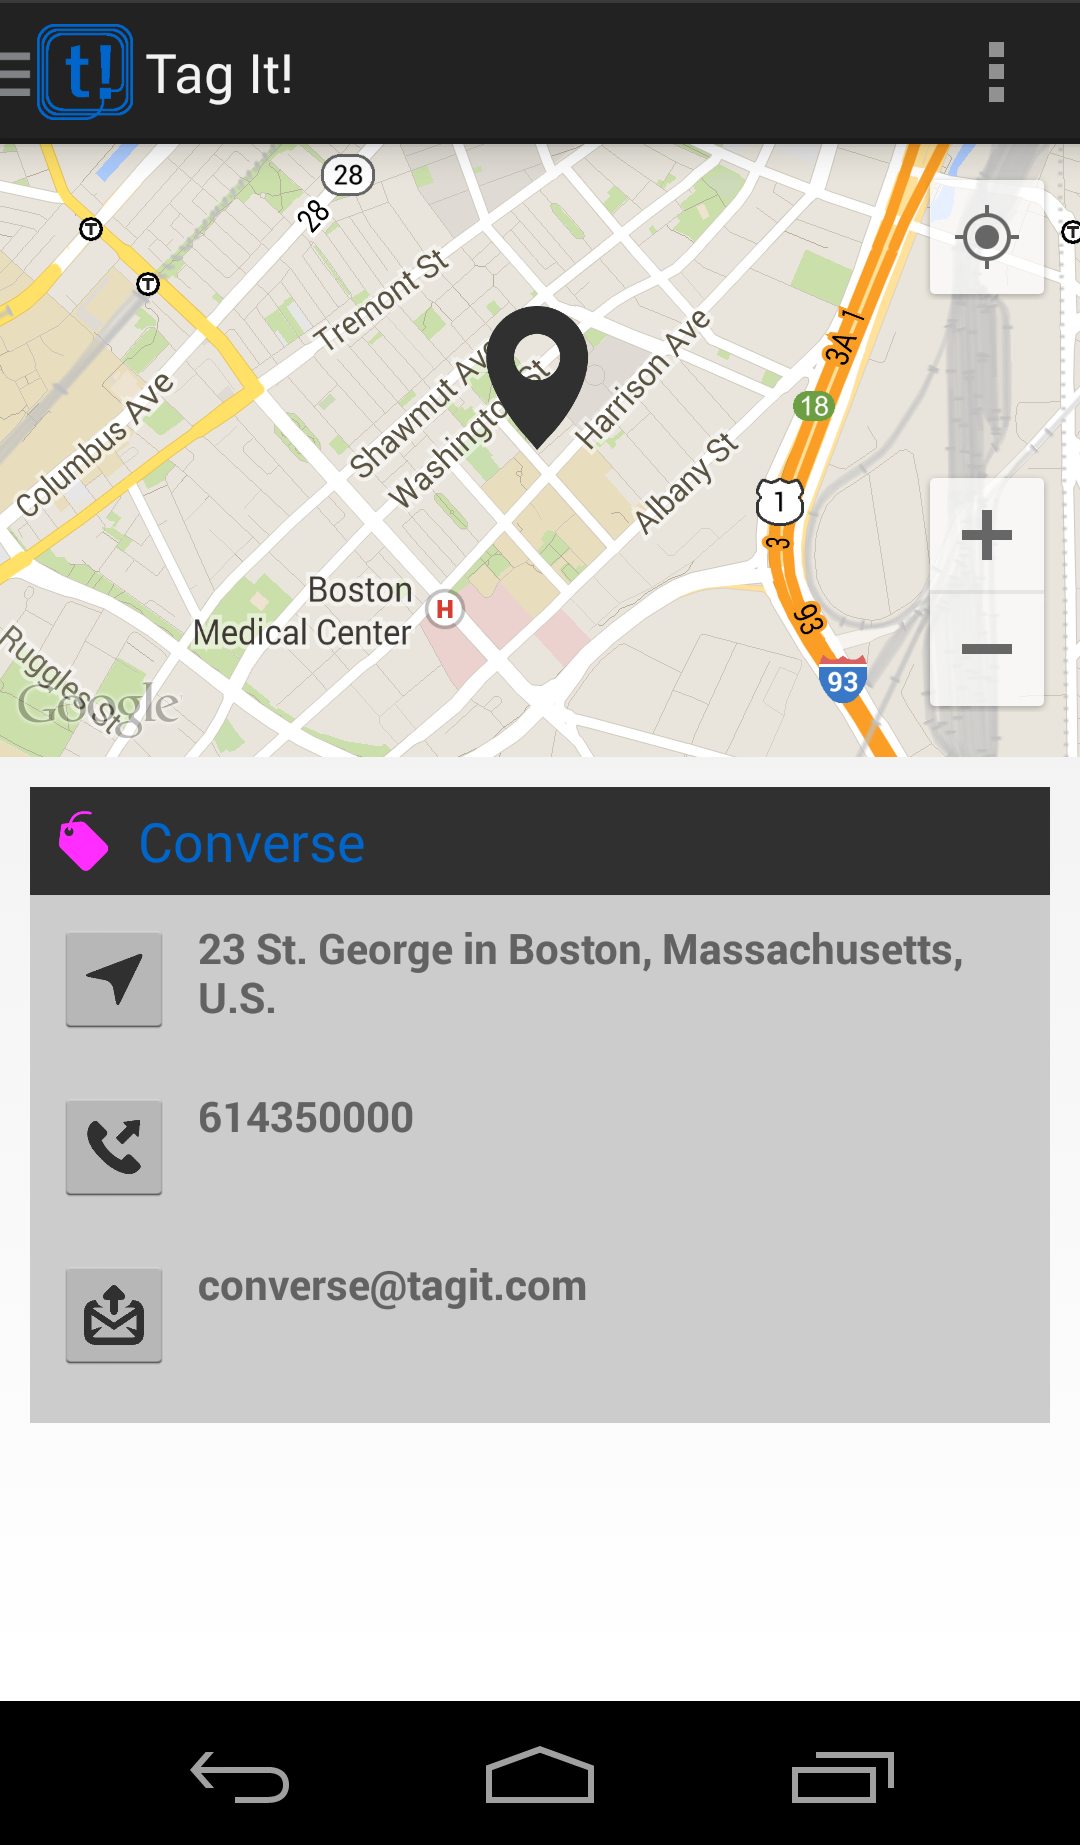 t! Tag It!
28
28
T
T
T
Tremont St
1
3A
Shawmut Ave
Washington St
Harrison Ave
18
Columbus Ave
Albany St
1
3
Boston
Medical Center
H
93
93
Ruggles St
Google
Converse
23 St. George in Boston, Massachusetts,
U.S.
614350000
converse@tagit.com